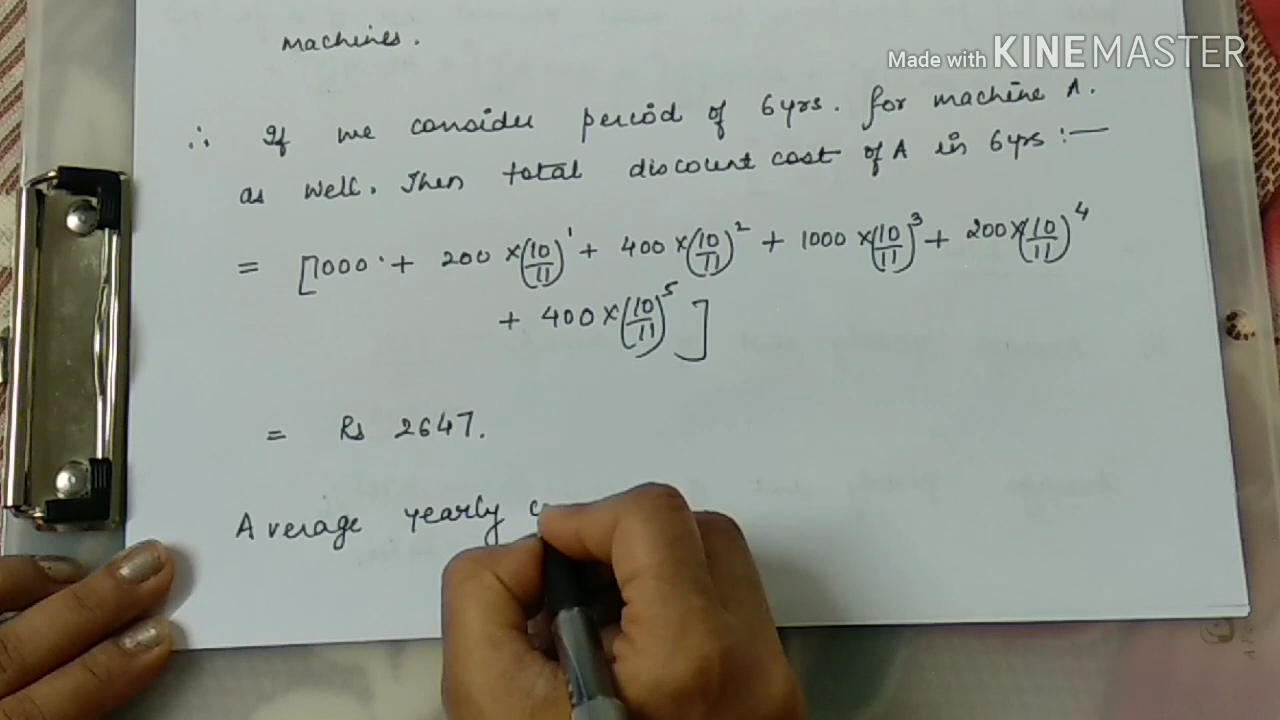 Made with KINEMASTER
machines.
∴ If we consider period of 6yrs. for machine A.
as well. Then total discount cost of A in 6yrs :—
= [1000 + 200 × (10/11)^1 + 400 × (10/11)^2 + 1000 × (10/11)^3 + 200 × (10/11)^4
+ 400 × (10/11)^5 ]
= Rs 2647.
Average yearly c